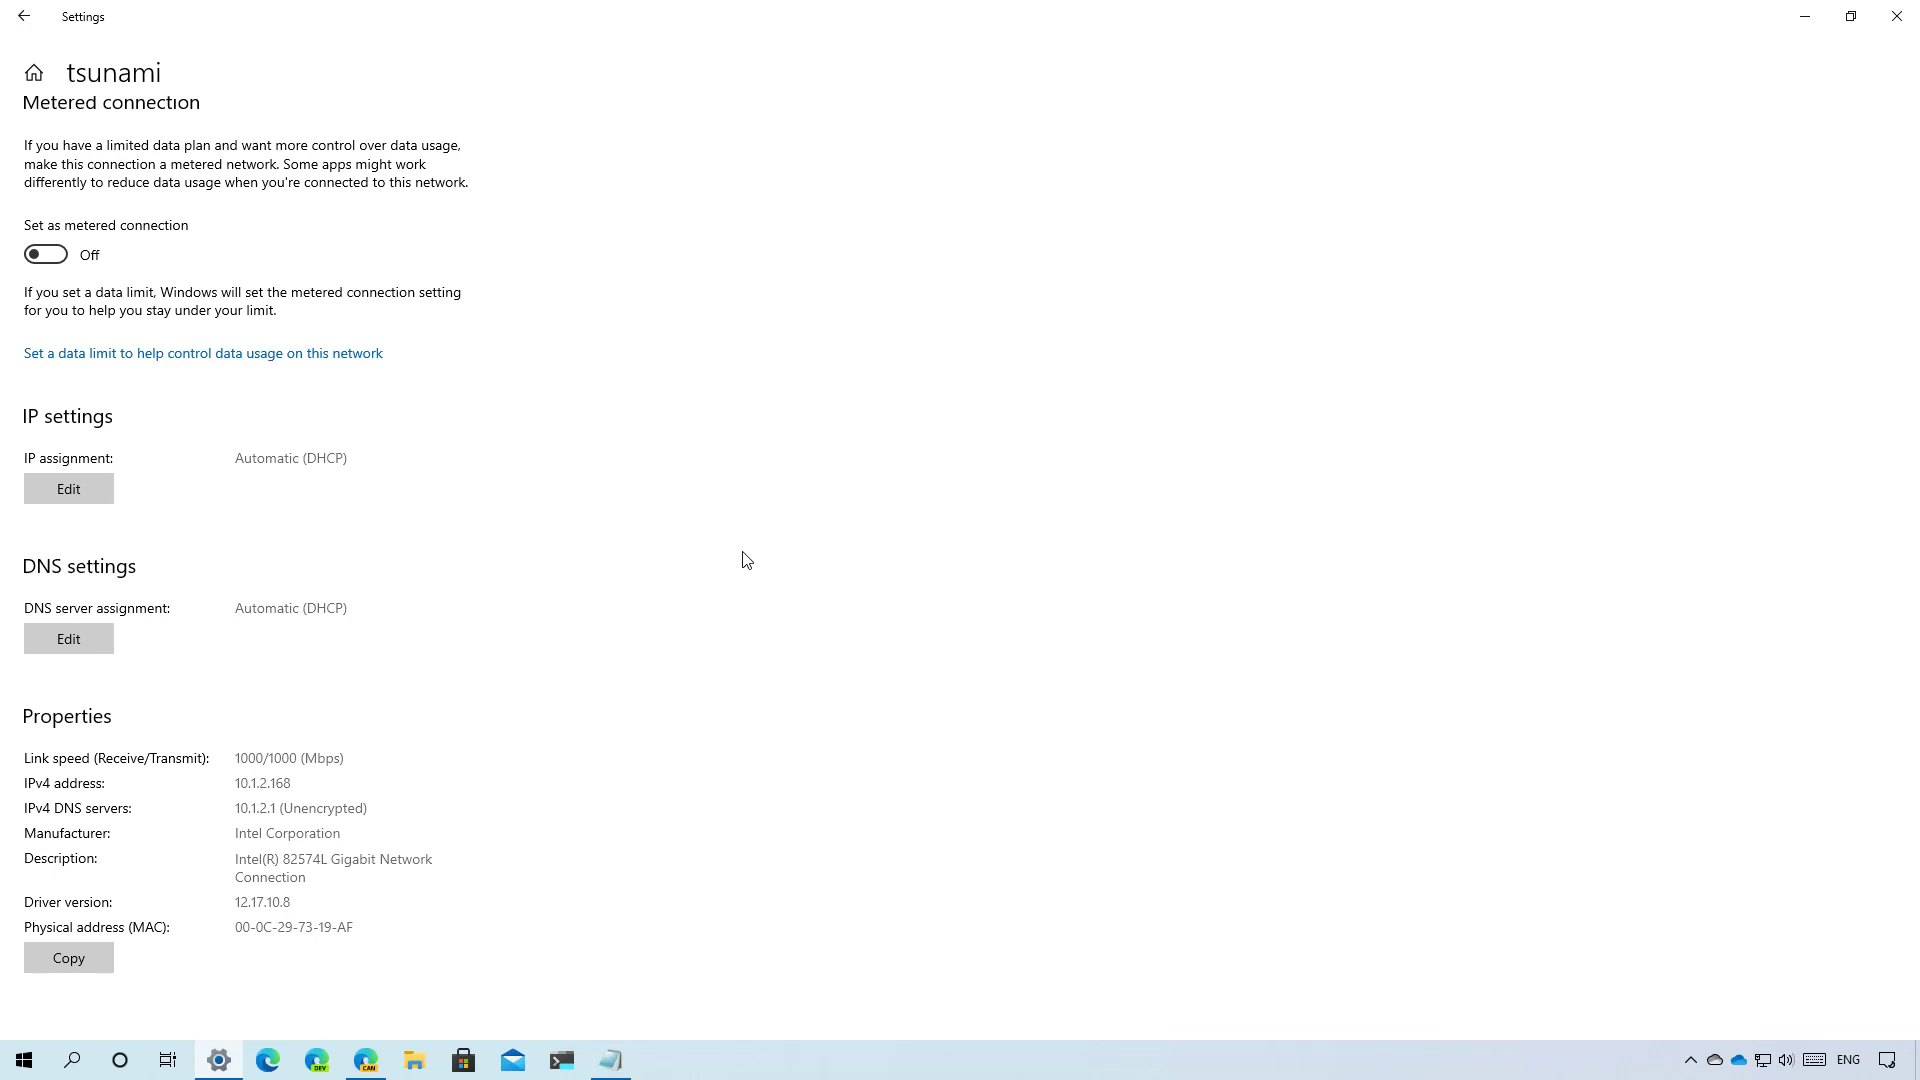 Settings
tsunami
Metered connection
If you have a limited data plan and want more control over data usage,
make this connection a metered network. Some apps might work
differently to reduce data usage when you're connected to this network.
Set as metered connection
Off
If you set a data limit, Windows will set the metered connection setting
for you to help you stay under your limit.
Set a data limit to help control data usage on this network
IP settings
IP assignment: Automatic (DHCP)
Edit
DNS settings
DNS server assignment: Automatic (DHCP)
Edit
Properties
Link speed (Receive/Transmit): 1000/1000 (Mbps)
IPv4 address: 10.1.2.168
IPv4 DNS servers: 10.1.2.1 (Unencrypted)
Manufacturer: Intel Corporation
Description: Intel(R) 82574L Gigabit Network
Connection
Driver version: 12.17.10.8
Physical address (MAC): 00-0C-29-73-19-AF
Copy
DEV
CAN
ENG